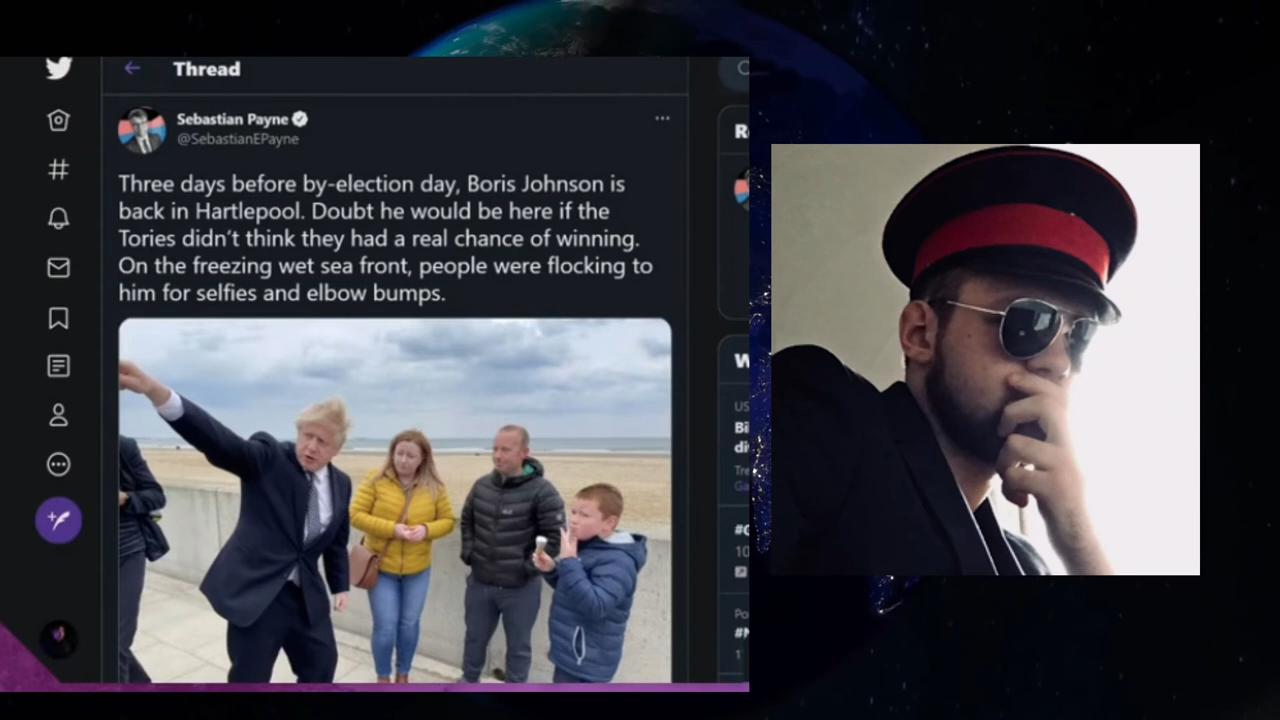 Thread
Sebastian Payne
@SebastianEPayne
Three days before by-election day, Boris Johnson is
back in Hartlepool. Doubt he would be here if the
Tories didn't think they had a real chance of winning.
On the freezing wet sea front, people were flocking to
him for selfies and elbow bumps.